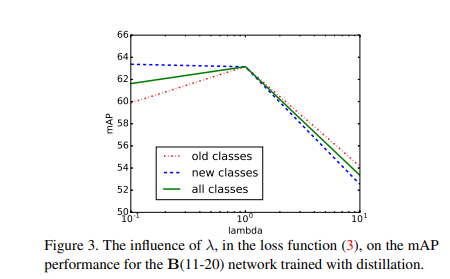 66
64
62
60
58
56
54
52
50
mAP
old classes
new classes
all classes
10^-1
10^0
10^1
lambda
Figure 3. The influence of λ, in the loss function (3), on the mAP
performance for the B(11-20) network trained with distillation.